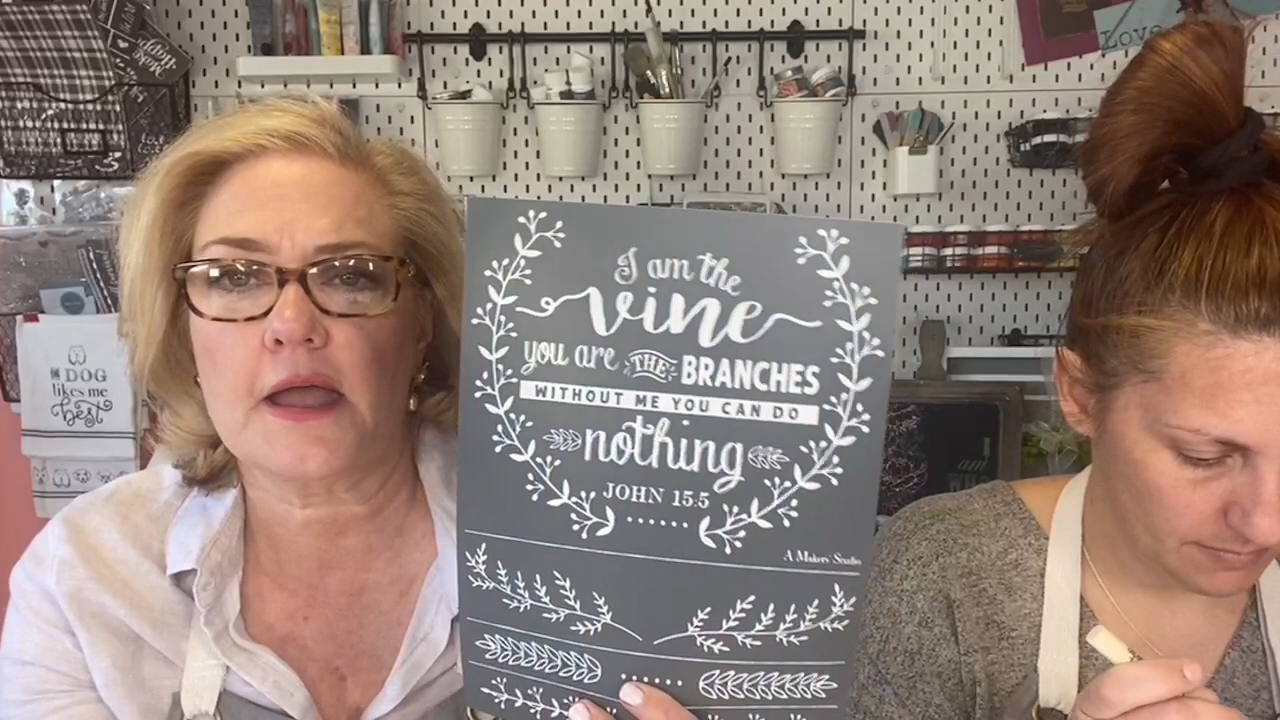 Love
I am the
vine
you are THE BRANCHES
WITHOUT ME YOU CAN DO
nothing
JOHN 15:5
A Makers' Studio
DOG
likes me
best
am